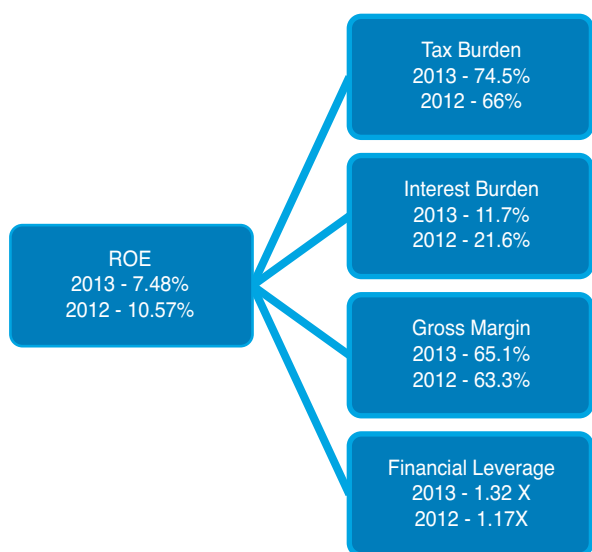 Tax Burden
2013 - 74.5%
2012 - 66%
Interest Burden
2013 - 11.7%
2012 - 21.6%
ROE
2013 - 7.48%
2012 - 10.57%
Gross Margin
2013 - 65.1%
2012 - 63.3%
Financial Leverage
2013 - 1.32 X
2012 - 1.17X